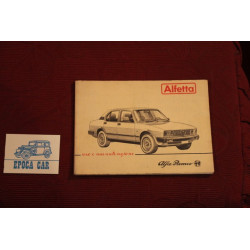 Alfetta
uso e manutenzione
Alfa Romeo
EPOCA CAR